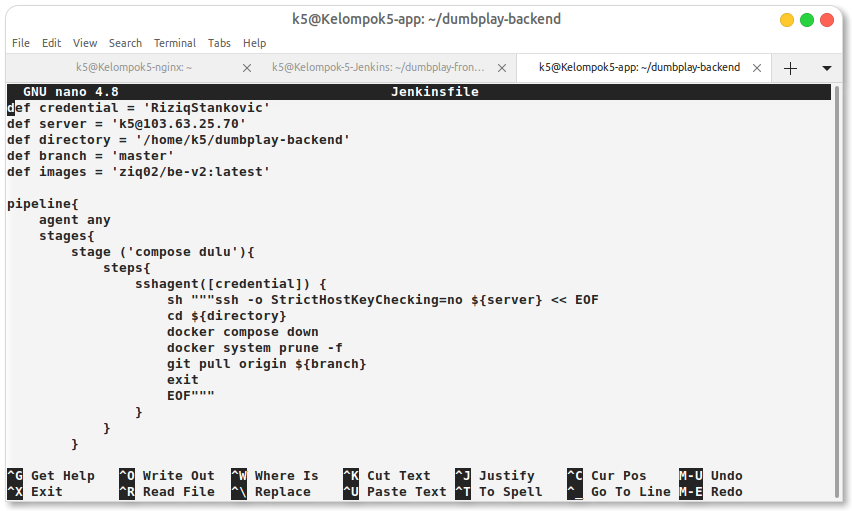 k5@Kelompok5-app: ~/dumbplay-backend
File Edit View Search Terminal Tabs Help
k5@Kelompok5-nginx: ~ k5@Kelompok-5-Jenkins: ~/dumbplay-fron... k5@Kelompok5-app: ~/dumbplay-backend
GNU nano 4.8 Jenkinsfile
def credential = 'RiziqStankovic'
def server = 'k5@103.63.25.70'
def directory = '/home/k5/dumbplay-backend'
def branch = 'master'
def images = 'ziq02/be-v2:latest'
pipeline{
    agent any
    stages{
        stage ('compose dulu'){
            steps{
                sshagent([credential]) {
                    sh """ssh -o StrictHostKeyChecking=no ${server} << EOF
                    cd ${directory}
                    docker compose down
                    docker system prune -f
                    git pull origin ${branch}
                    exit
                    EOF"""
                }
            }
        }
^G Get Help ^O Write Out ^W Where Is ^K Cut Text ^J Justify ^C Cur Pos M-U Undo
^X Exit ^R Read File ^\ Replace ^U Paste Text ^T To Spell ^_ Go To Line M-E Redo